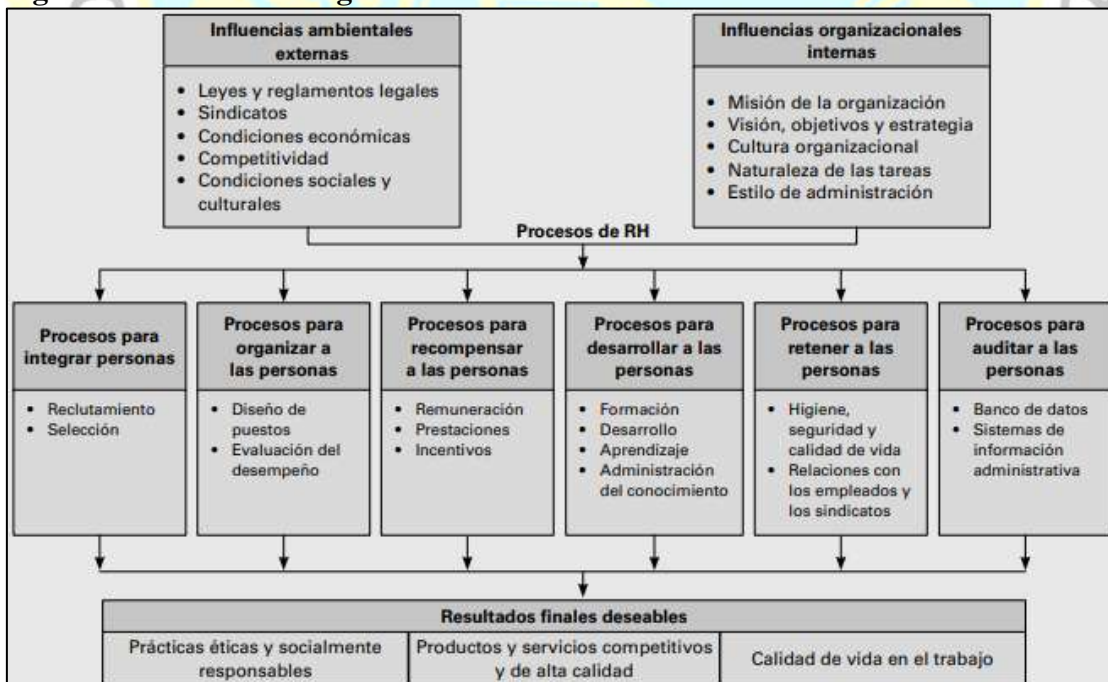 Influencias ambientales
externas
• Leyes y reglamentos legales
• Sindicatos
• Condiciones económicas
• Competitividad
• Condiciones sociales y
culturales
Influencias organizacionales
internas
• Misión de la organización
• Visión, objetivos y estrategia
• Cultura organizacional
• Naturaleza de las tareas
• Estilo de administración
Procesos de RH
Procesos para
integrar personas
• Reclutamiento
• Selección
Procesos para
organizar a
las personas
• Diseño de
puestos
• Evaluación del
desempeño
Procesos para
recompensar
a las personas
• Remuneración
• Prestaciones
• Incentivos
Procesos para
desarrollar a las
personas
• Formación
• Desarrollo
• Aprendizaje
• Administración
del conocimiento
Procesos para
retener a las
personas
• Higiene,
seguridad y
calidad de vida
• Relaciones con
los empleados y
los sindicatos
Procesos para
auditar a las
personas
• Banco de datos
• Sistemas de
información
administrativa
Resultados finales deseables
Prácticas éticas y socialmente
responsables
Productos y servicios competitivos
y de alta calidad
Calidad de vida en el trabajo